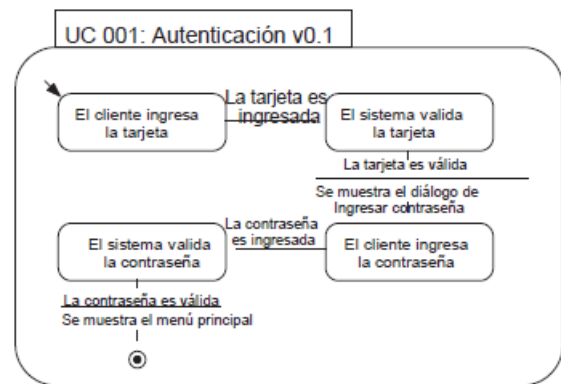 UC 001: Autenticación v0.1
El cliente ingresa
la tarjeta
La tarjeta es
ingresada
El sistema valida
la tarjeta
La tarjeta es válida
Se muestra el diálogo de
Ingresar contraseña
El sistema valida
la contraseña
La contraseña
es ingresada
El cliente ingresa
la contraseña
La contraseña es válida
Se muestra el menú principal